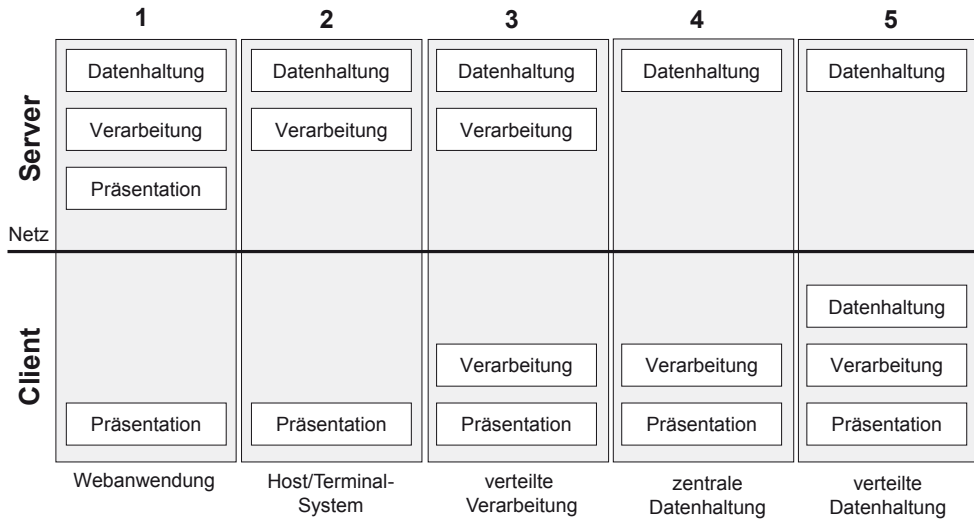 1 2 3 4 5
Server
Datenhaltung Datenhaltung Datenhaltung Datenhaltung Datenhaltung
Verarbeitung Verarbeitung Verarbeitung
Präsentation
Netz
Client
Datenhaltung
Verarbeitung Verarbeitung Verarbeitung
Präsentation Präsentation Präsentation Präsentation Präsentation
Webanwendung
Host/Terminal-
System
verteilte
Verarbeitung
zentrale
Datenhaltung
verteilte
Datenhaltung